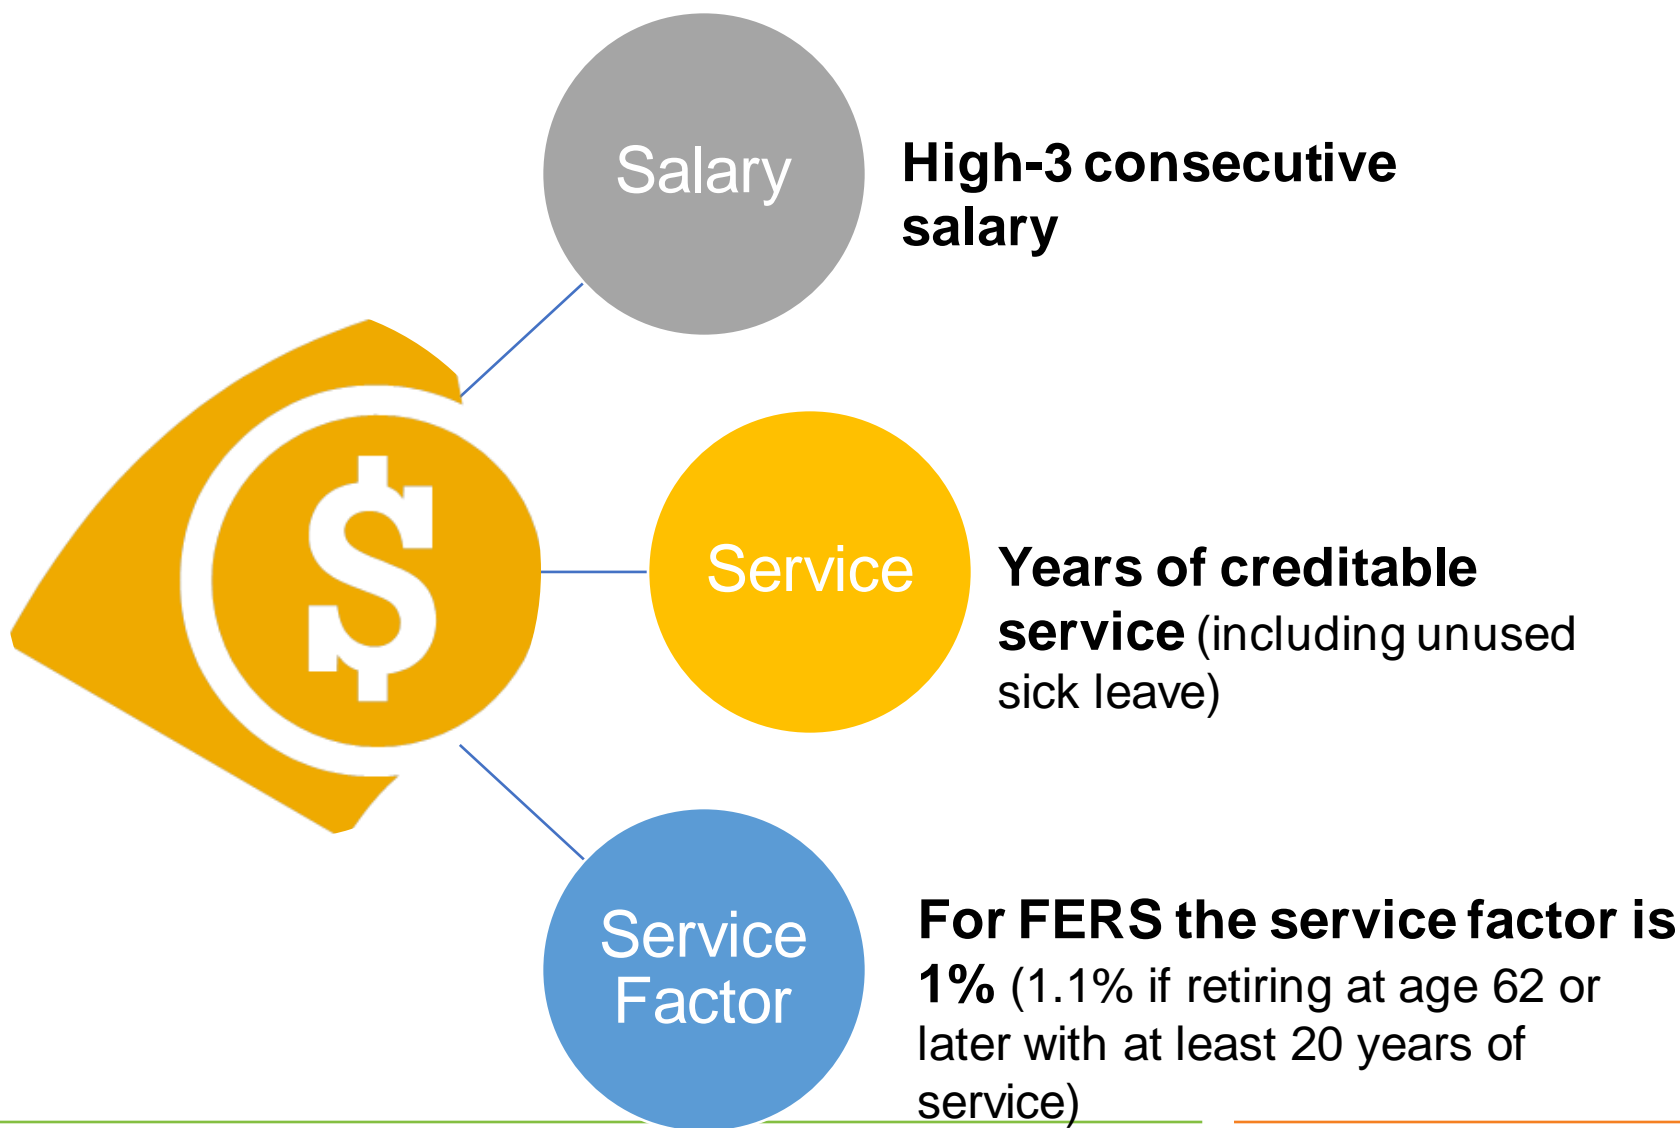 Salary
High-3 consecutive
salary
$
Service
Years of creditable
service (including unused
sick leave)
Service
Factor
For FERS the service factor is
1% (1.1% if retiring at age 62 or
later with at least 20 years of
service)